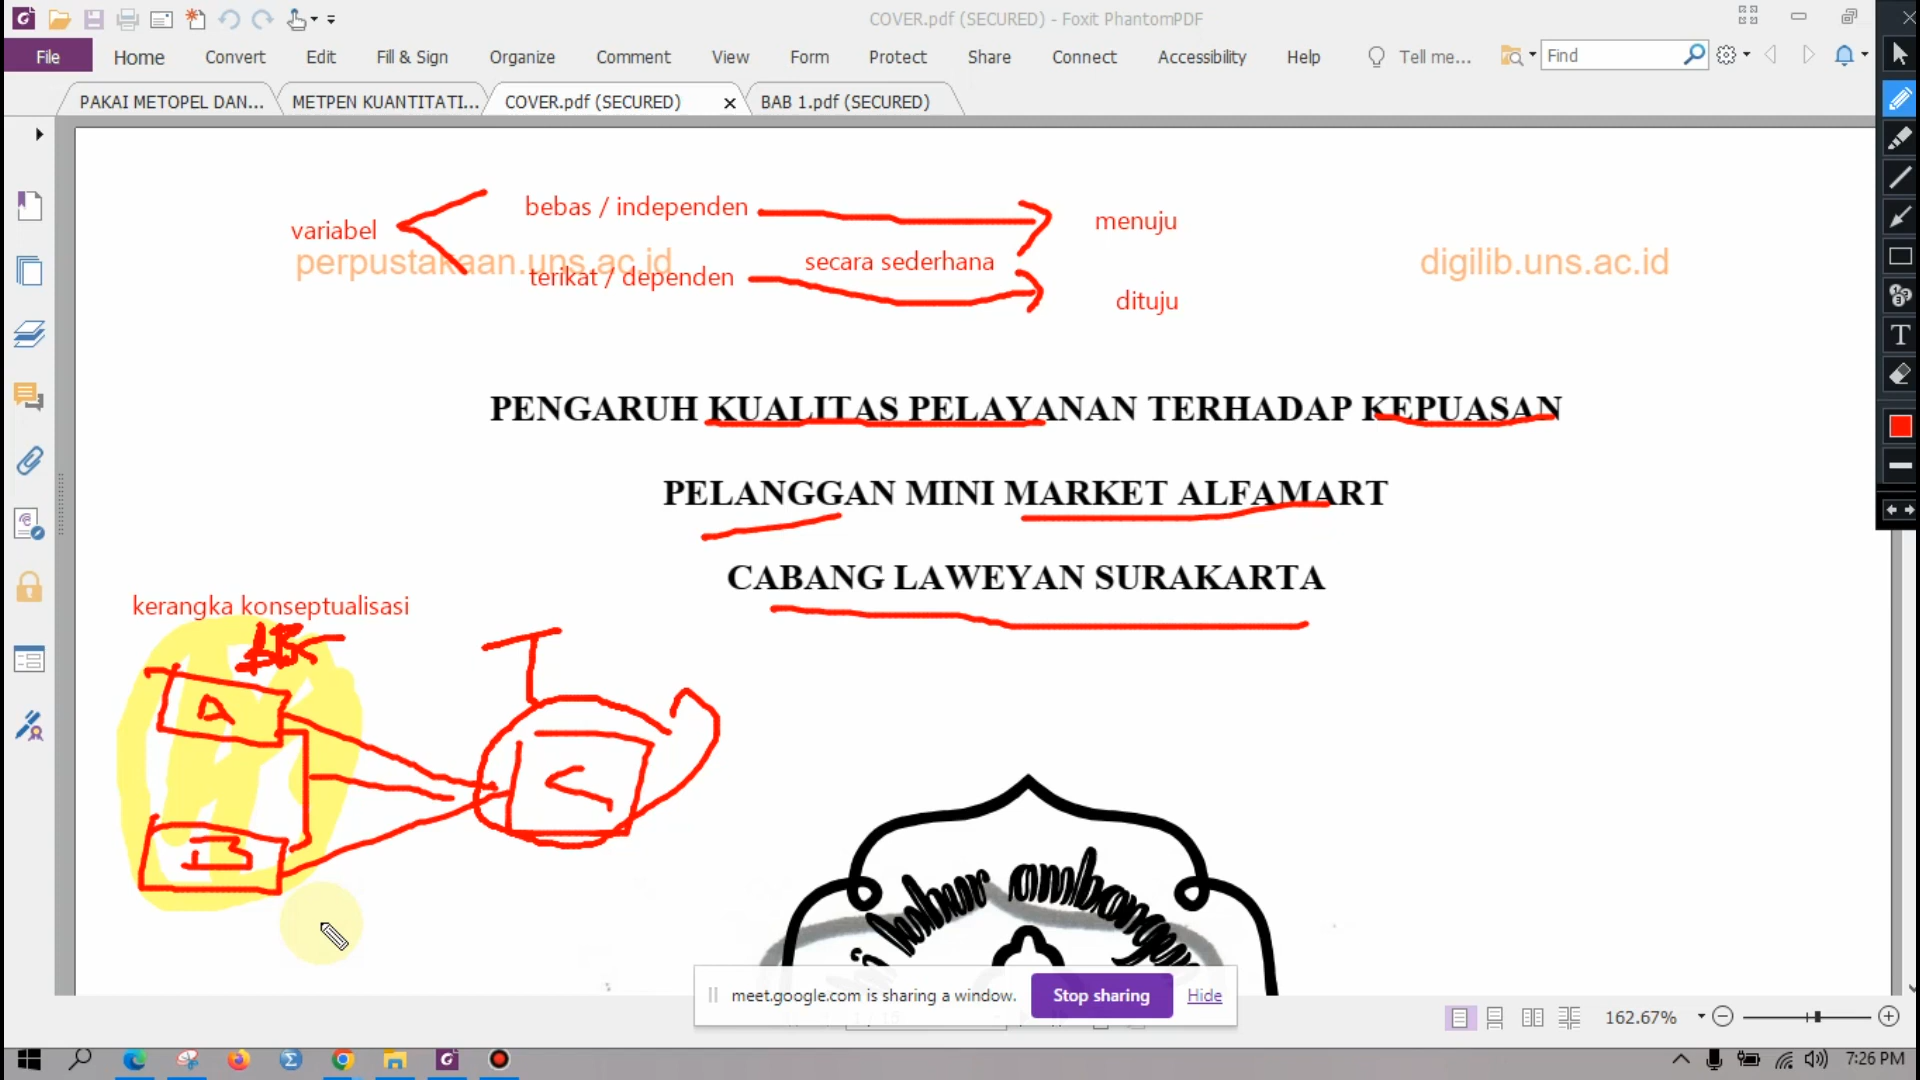 COVER.pdf (SECURED) - Foxit PhantomPDF
File Home Convert Edit Fill & Sign Organize Comment View Form Protect Share Connect Accessibility Help Tell me... Find
PAKAI METOPEL DAN... METPEN KUANTITATI... COVER.pdf (SECURED) BAB 1.pdf (SECURED)
bebas / independen
variabel
menuju
perpustakaan.uns.ac.id
secara sederhana
digilib.uns.ac.id
terikat / dependen
dituju
PENGARUH KUALITAS PELAYANAN TERHADAP KEPUASAN
PELANGGAN MINI MARKET ALFAMART
CABANG LAWEYAN SURAKARTA
kerangka konseptualisasi
B
T
A
C
B
meet.google.com is sharing a window. Stop sharing Hide
162.67%
7:26 PM